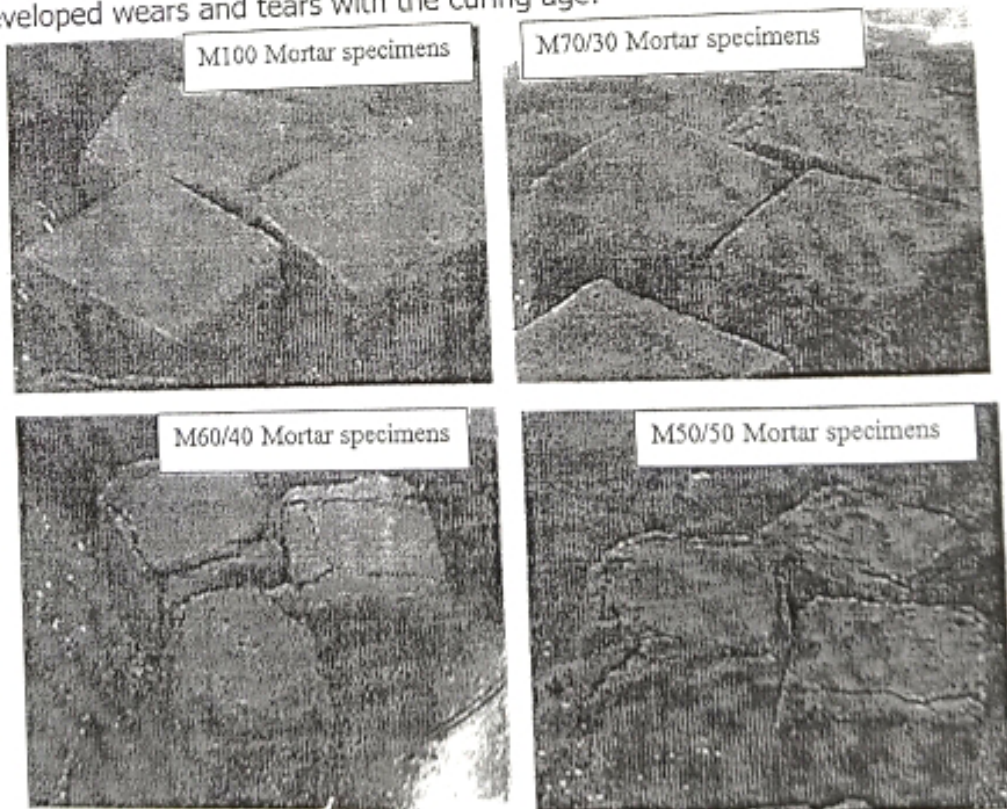 developed wears and tears with the curing age.
M100 Mortar specimens
M70/30 Mortar specimens
M60/40 Mortar specimens
M50/50 Mortar specimens